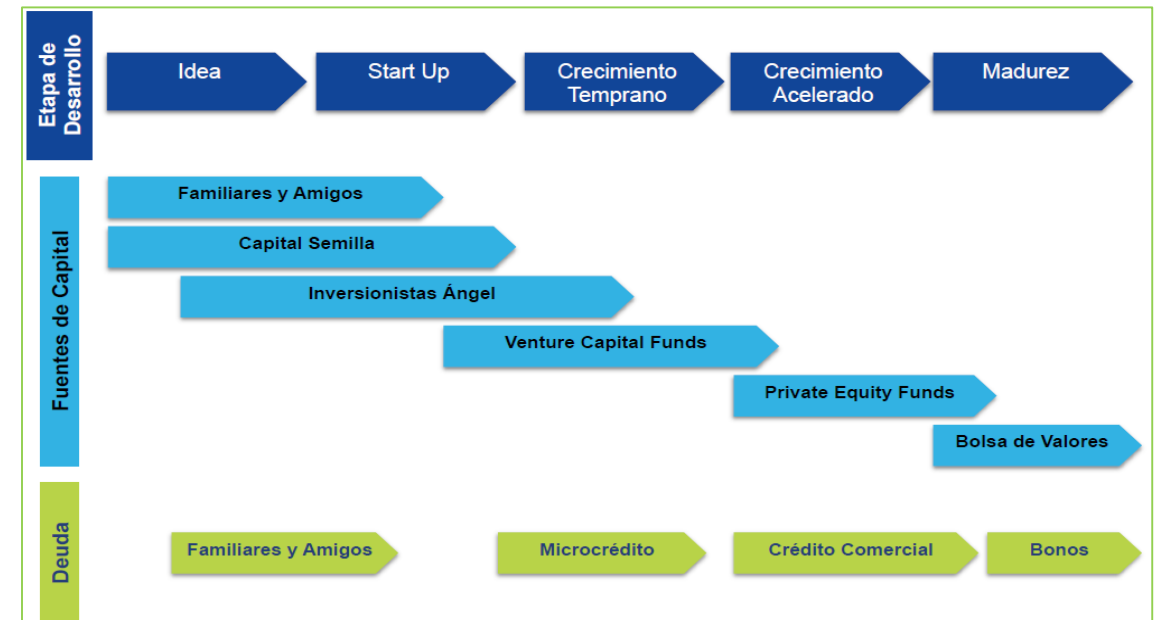 Etapa de
Desarrollo
Idea
Start Up
Crecimiento
Temprano
Crecimiento
Acelerado
Madurez
Fuentes de Capital
Familiares y Amigos
Capital Semilla
Inversionistas Ángel
Venture Capital Funds
Private Equity Funds
Bolsa de Valores
Deuda
Familiares y Amigos
Microcrédito
Crédito Comercial
Bonos